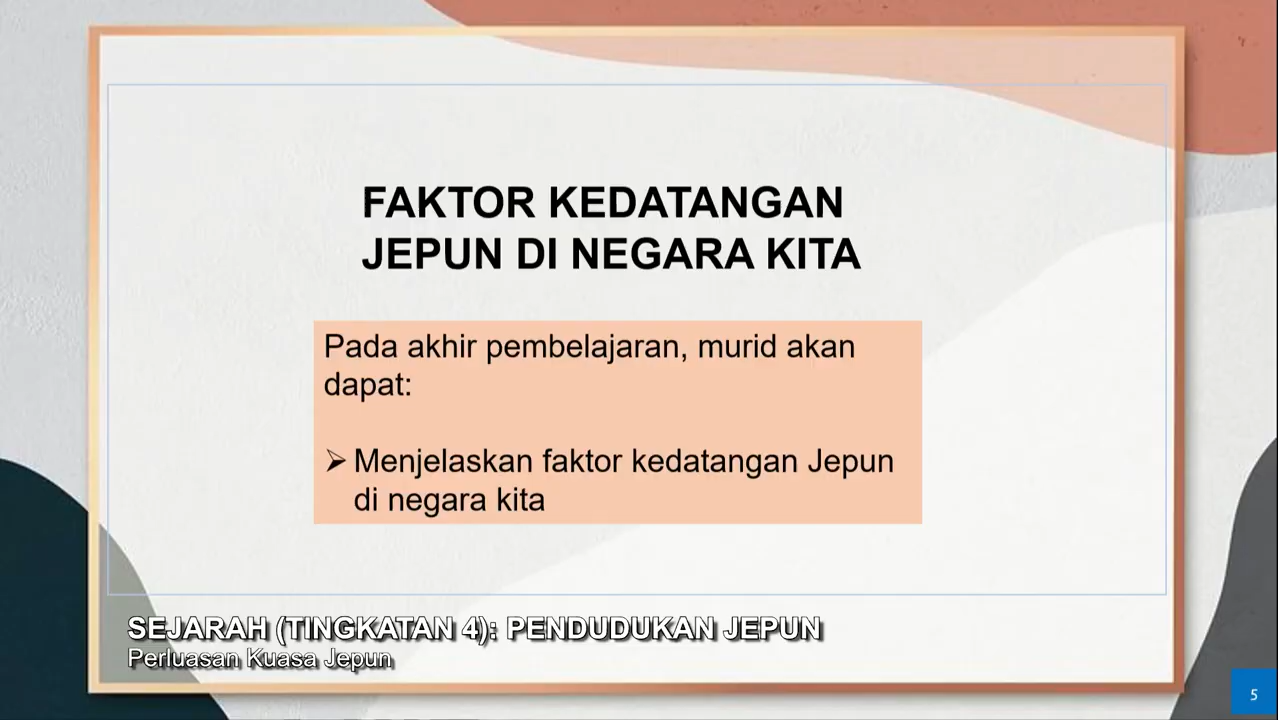 FAKTOR KEDATANGAN
JEPUN DI NEGARA KITA
Pada akhir pembelajaran, murid akan
dapat:
➢ Menjelaskan faktor kedatangan Jepun
di negara kita
SEJARAH (TINGKATAN 4): PENDUDUKAN JEPUN
Perluasan Kuasa Jepun
5